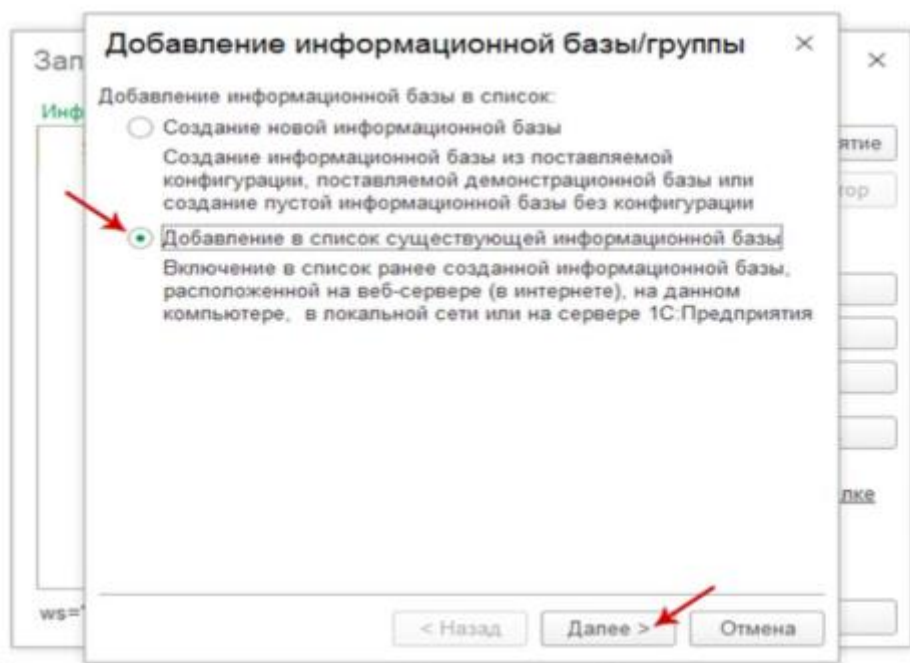 Добавление информационной базы/группы
Зап
Инф
Добавление информационной базы в список:
Создание новой информационной базы
Создание информационной базы из поставляемой
конфигурации, поставляемой демонстрационной базы или
создание пустой информационной базы без конфигурации
Добавление в список существующей информационной базы
Включение в список ранее созданной информационной базы,
расположенной на веб-сервере (в интернете), на данном
компьютере, в локальной сети или на сервере 1С:Предприятия
ятие
тор
лке
ws="
< Назад
Далее >
Отмена